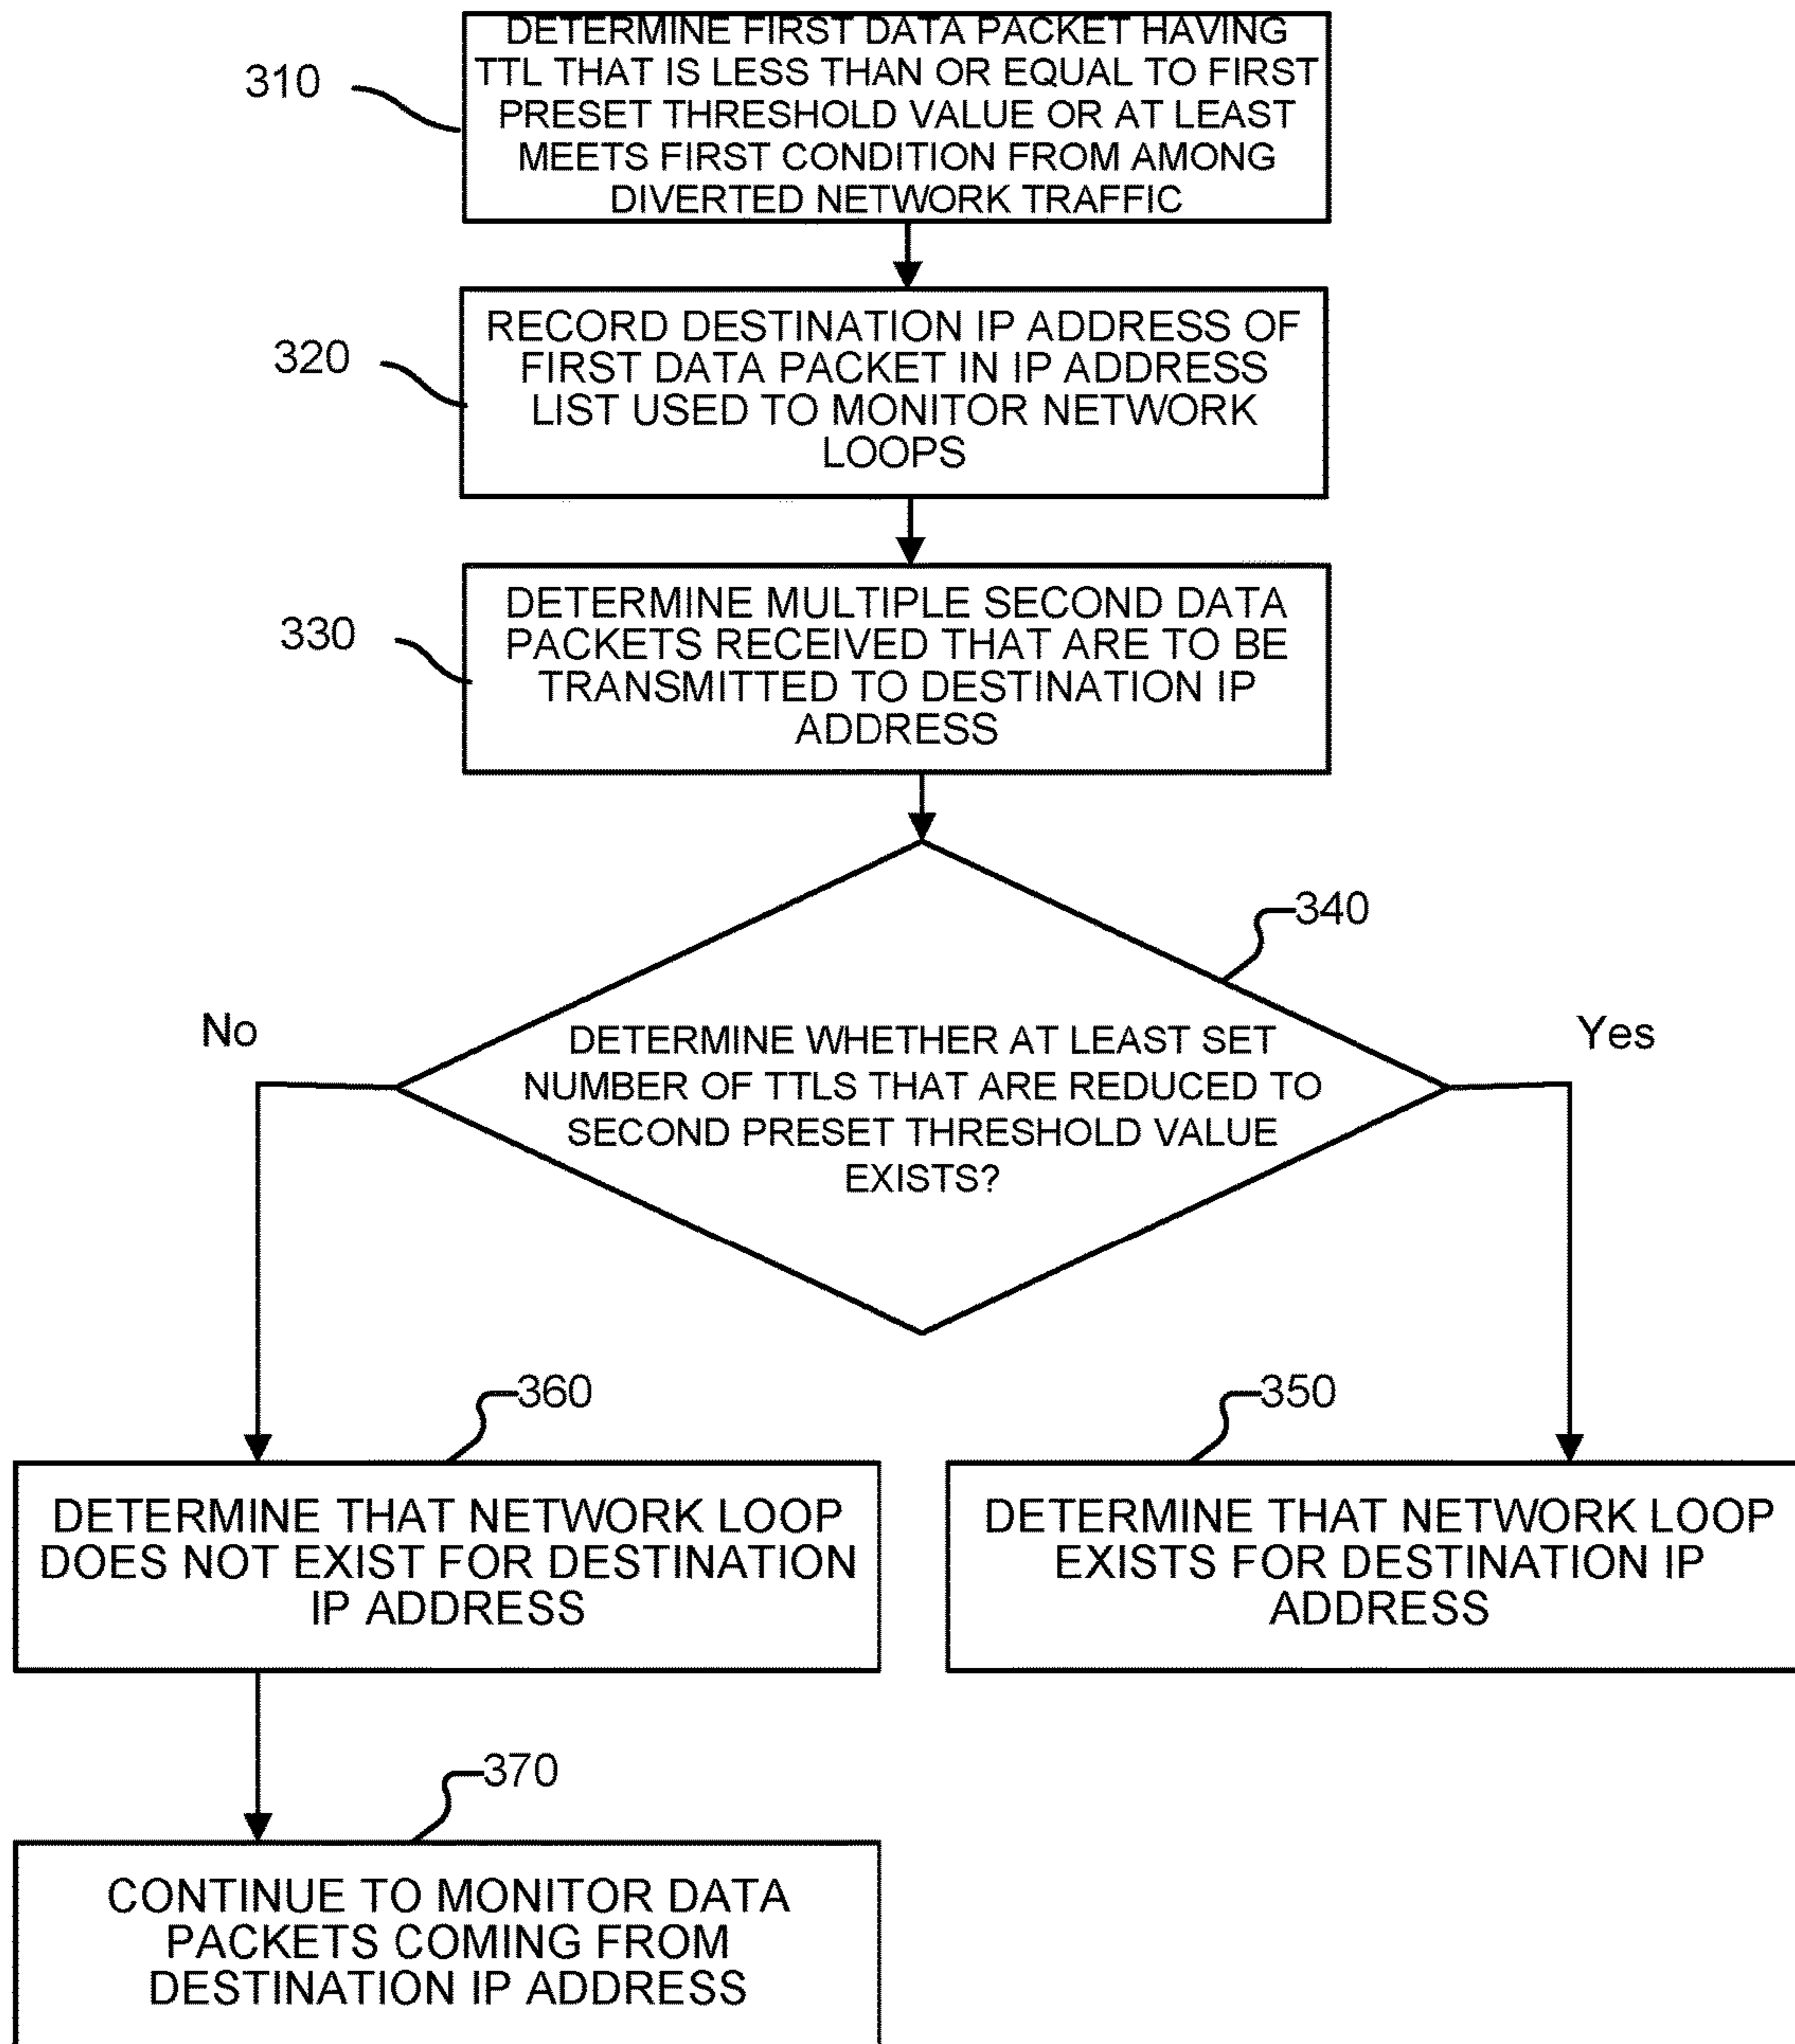 DETERMINE FIRST DATA PACKET HAVING
TTL THAT IS LESS THAN OR EQUAL TO FIRST
PRESET THRESHOLD VALUE OR AT LEAST
MEETS FIRST CONDITION FROM AMONG
DIVERTED NETWORK TRAFFIC
310
RECORD DESTINATION IP ADDRESS OF
FIRST DATA PACKET IN IP ADDRESS
LIST USED TO MONITOR NETWORK
LOOPS
320
DETERMINE MULTIPLE SECOND DATA
PACKETS RECEIVED THAT ARE TO BE
TRANSMITTED TO DESTINATION IP
ADDRESS
330
340
No
Yes
DETERMINE WHETHER AT LEAST SET
NUMBER OF TTLS THAT ARE REDUCED TO
SECOND PRESET THRESHOLD VALUE
EXISTS?
360
350
DETERMINE THAT NETWORK LOOP
DOES NOT EXIST FOR DESTINATION
IP ADDRESS
DETERMINE THAT NETWORK LOOP
EXISTS FOR DESTINATION IP
ADDRESS
370
CONTINUE TO MONITOR DATA
PACKETS COMING FROM
DESTINATION IP ADDRESS